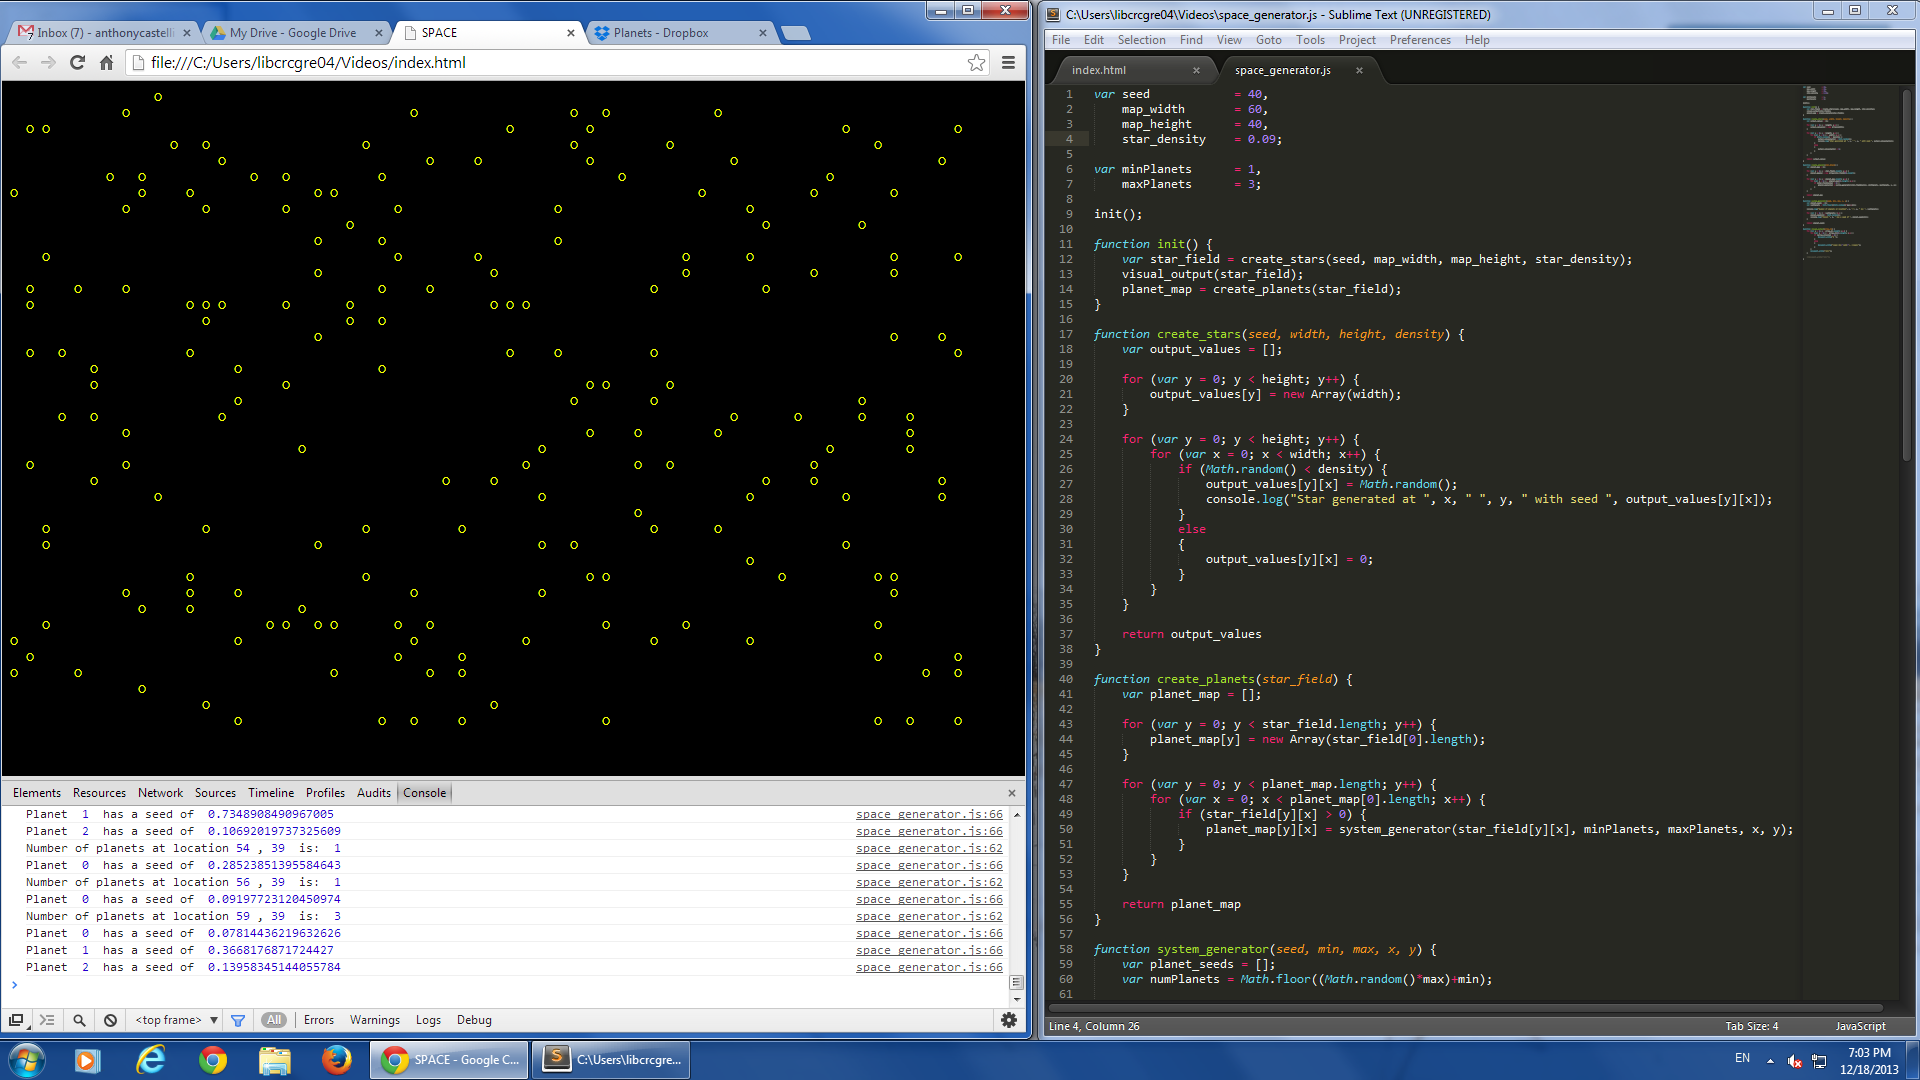 Inbox (7) - anthonycastelli
My Drive - Google Drive
SPACE
Planets - Dropbox
file:///C:/Users/libcrcgre04/Videos/index.html
Elements Resources Network Sources Timeline Profiles Audits Console
Planet 1 has a seed of 0.7348908490967005 space_generator.js:66
Planet 2 has a seed of 0.10692019737325609 space_generator.js:66
Number of planets at location 54 , 39 is: 1 space_generator.js:62
Planet 0 has a seed of 0.28523851395584643 space_generator.js:66
Number of planets at location 56 , 39 is: 1 space_generator.js:62
Planet 0 has a seed of 0.09197723120450974 space_generator.js:66
Number of planets at location 59 , 39 is: 3 space_generator.js:62
Planet 0 has a seed of 0.07814436219632626 space_generator.js:66
Planet 1 has a seed of 0.3668176871724427 space_generator.js:66
Planet 2 has a seed of 0.13958345144055784 space_generator.js:66
>
<top frame> All Errors Warnings Logs Debug
C:\Users\libcrcgre04\Videos\space_generator.js - Sublime Text (UNREGISTERED)
File Edit Selection Find View Goto Tools Project Preferences Help
index.html space_generator.js
1 var seed = 40,
2 map_width = 60,
3 map_height = 40,
4 star_density = 0.09;
5
6 var minPlanets = 1,
7 maxPlanets = 3;
8
9 init();
10
11 function init() {
12 var star_field = create_stars(seed, map_width, map_height, star_density);
13 visual_output(star_field);
14 planet_map = create_planets(star_field);
15 }
16
17 function create_stars(seed, width, height, density) {
18 var output_values = [];
19
20 for (var y = 0; y < height; y++) {
21 output_values[y] = new Array(width);
22 }
23
24 for (var y = 0; y < height; y++) {
25 for (var x = 0; x < width; x++) {
26 if (Math.random() < density) {
27 output_values[y][x] = Math.random();
28 console.log("Star generated at ", x, " ", y, " with seed ", output_values[y][x]);
29 }
30 else
31 {
32 output_values[y][x] = 0;
33 }
34 }
35 }
36
37 return output_values
38 }
39
40 function create_planets(star_field) {
41 var planet_map = [];
42
43 for (var y = 0; y < star_field.length; y++) {
44 planet_map[y] = new Array(star_field[0].length);
45 }
46
47 for (var y = 0; y < planet_map.length; y++) {
48 for (var x = 0; x < planet_map[0].length; x++) {
49 if (star_field[y][x] > 0) {
50 planet_map[y][x] = system_generator(star_field[y][x], minPlanets, maxPlanets, x, y);
51 }
52 }
53 }
54
55 return planet_map
56 }
57
58 function system_generator(seed, min, max, x, y) {
59 var planet_seeds = [];
60 var numPlanets = Math.floor((Math.random()*max)+min);
61
Line 4, Column 26 Tab Size: 4 JavaScript
SPACE - Google C...
C:\Users\libcrcgre...
EN
7:03 PM
12/18/2013